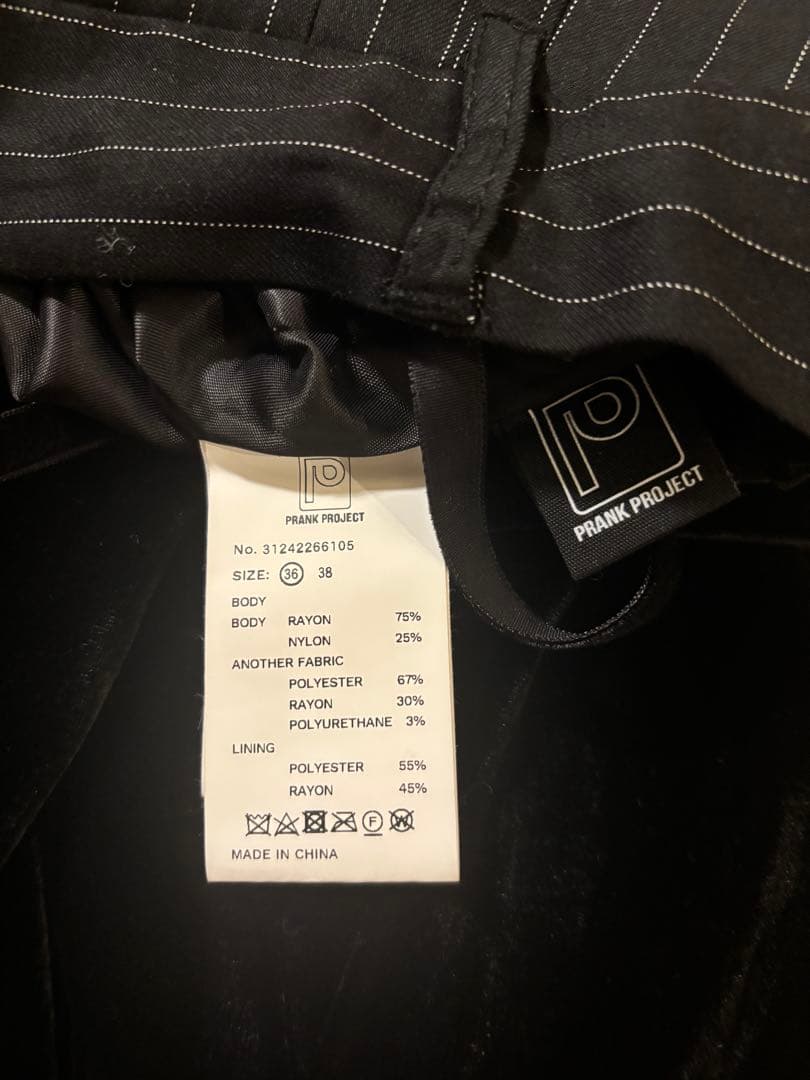 PRANK PROJECT
No. 31242266105
SIZE: 36 38
BODY
BODY RAYON 75%
NYLON 25%
ANOTHER FABRIC
POLYESTER 67%
RAYON 30%
POLYURETHANE 3%
LINING
POLYESTER 55%
RAYON 45%
F W
MADE IN CHINA
PRANK PROJECT